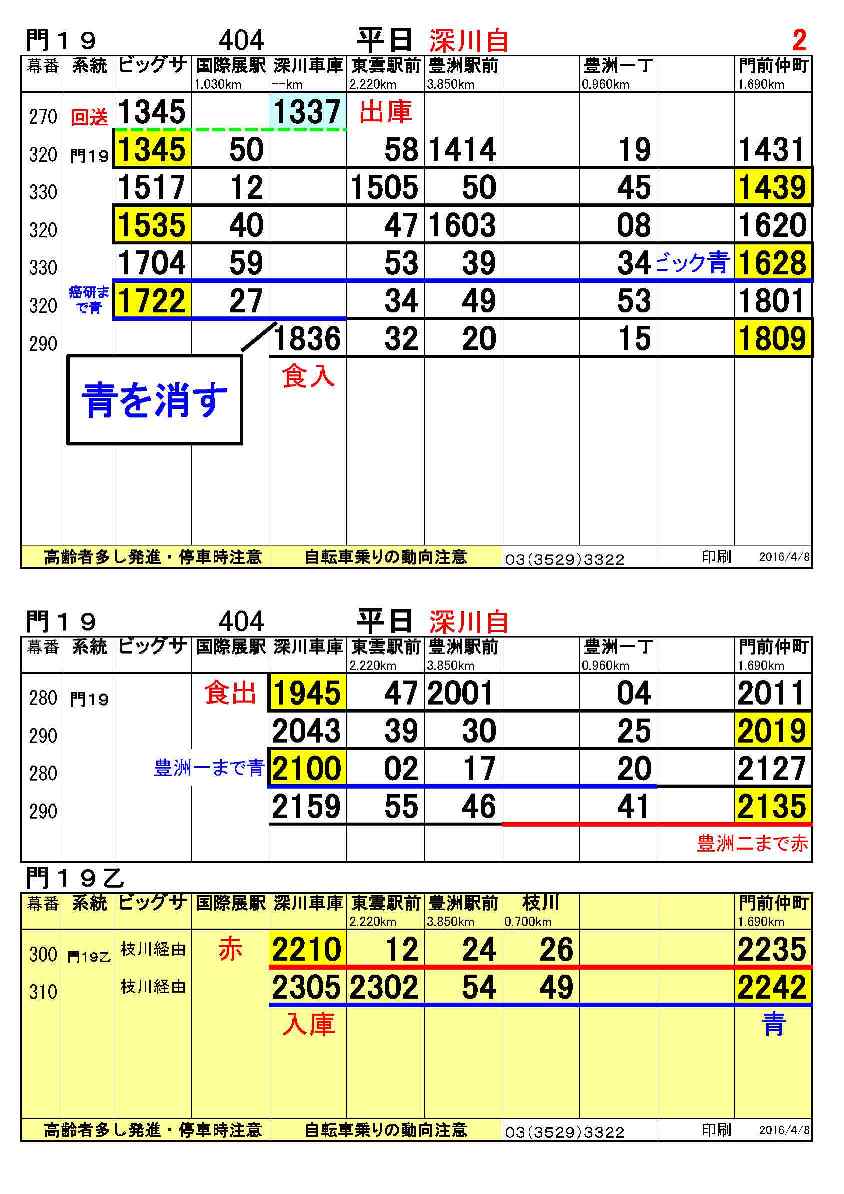 門１９ 404 平日 深川自 2
幕番 系統 ビッグサ 国際展駅 深川車庫 東雲駅前 豊洲駅前 豊洲一丁 門前仲町
1.030km ---km 2.220km 3.850km 0.960km 1.690km
270 回送 1345 1337 出庫
320 門19 1345 50 58 1414 19 1431
330 1517 12 1505 50 45 1439
320 1535 40 47 1603 08 1620
330 1704 59 53 39 34 ビック青 1628
320 癌研まで青 1722 27 34 49 53 1801
290 1836 32 20 15 1809
食入
青を消す
高齢者多し発進・停車時注意 自転車乗りの動向注意 03(3529)3322 印刷 2016/4/8
門１９ 404 平日 深川自
幕番 系統 ビッグサ 国際展駅 深川車庫 東雲駅前 豊洲駅前 豊洲一丁 門前仲町
2.220km 3.850km 0.960km 1.690km
280 門19 食出 1945 47 2001 04 2011
290 2043 39 30 25 2019
280 豊洲一まで青 2100 02 17 20 2127
290 2159 55 46 41 2135
豊洲二まで赤
門１９乙
幕番 系統 ビッグサ 国際展駅 深川車庫 東雲駅前 豊洲駅前 枝川 門前仲町
2.220km 3.850km 0.700km 1.690km
300 門19乙 枝川経由 赤 2210 12 24 26 2235
310 枝川経由 2305 2302 54 49 2242
入庫 青
高齢者多し発進・停車時注意 自転車乗りの動向注意 03(3529)3322 印刷 2016/4/8